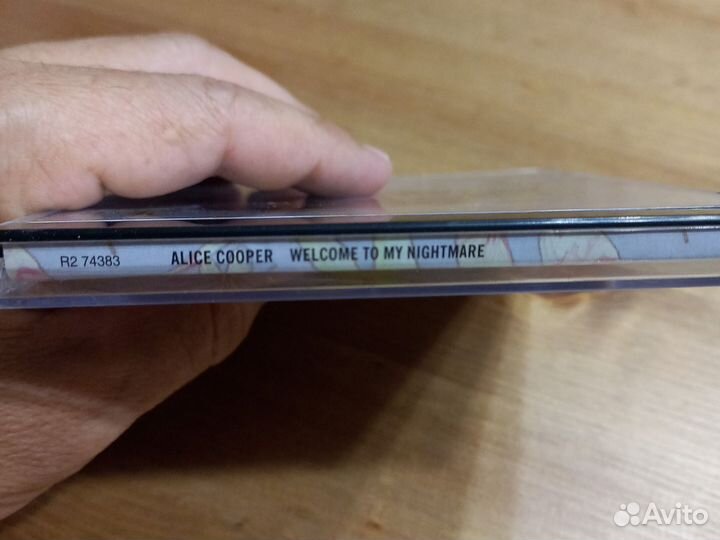 R2 74383 ALICE COOPER WELCOME TO MY NIGHTMARE
Avito